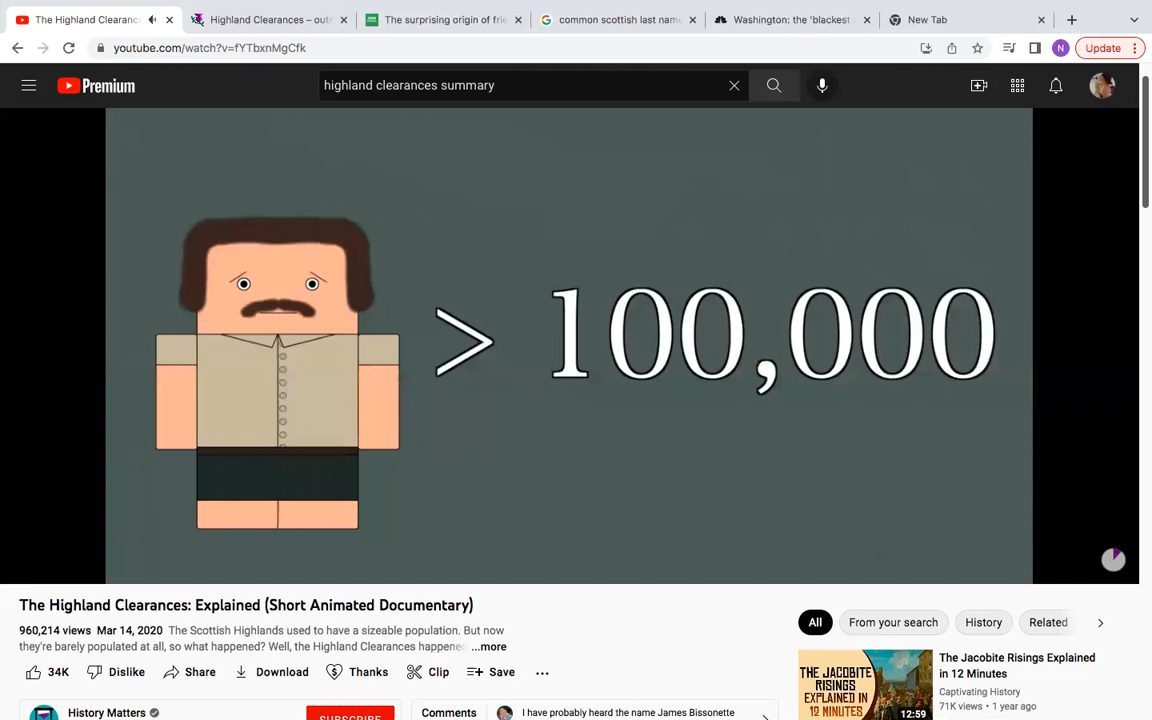 The Highland Clearance
Highland Clearances – out
The surprising origin of frie
common scottish last nam
Washington: the 'blackest
New Tab
youtube.com/watch?v=fYTbxnMgCfk
N
Update
Premium
highland clearances summary
> 100,000
The Highland Clearances: Explained (Short Animated Documentary)
960,214 views Mar 14, 2020 The Scottish Highlands used to have a sizeable population. But now
they're barely populated at all, so what happened? Well, the Highland Clearances happened ...more
34K Dislike Share Download Thanks Clip Save ...
All From your search History Related
THE JACOBITE RISINGS EXPLAINED IN 12 MINUTES
12:59
The Jacobite Risings Explained
in 12 Minutes
Captivating History
71K views • 1 year ago
History Matters
SUBSCRIBE
Comments
I have probably heard the name James Bissonette